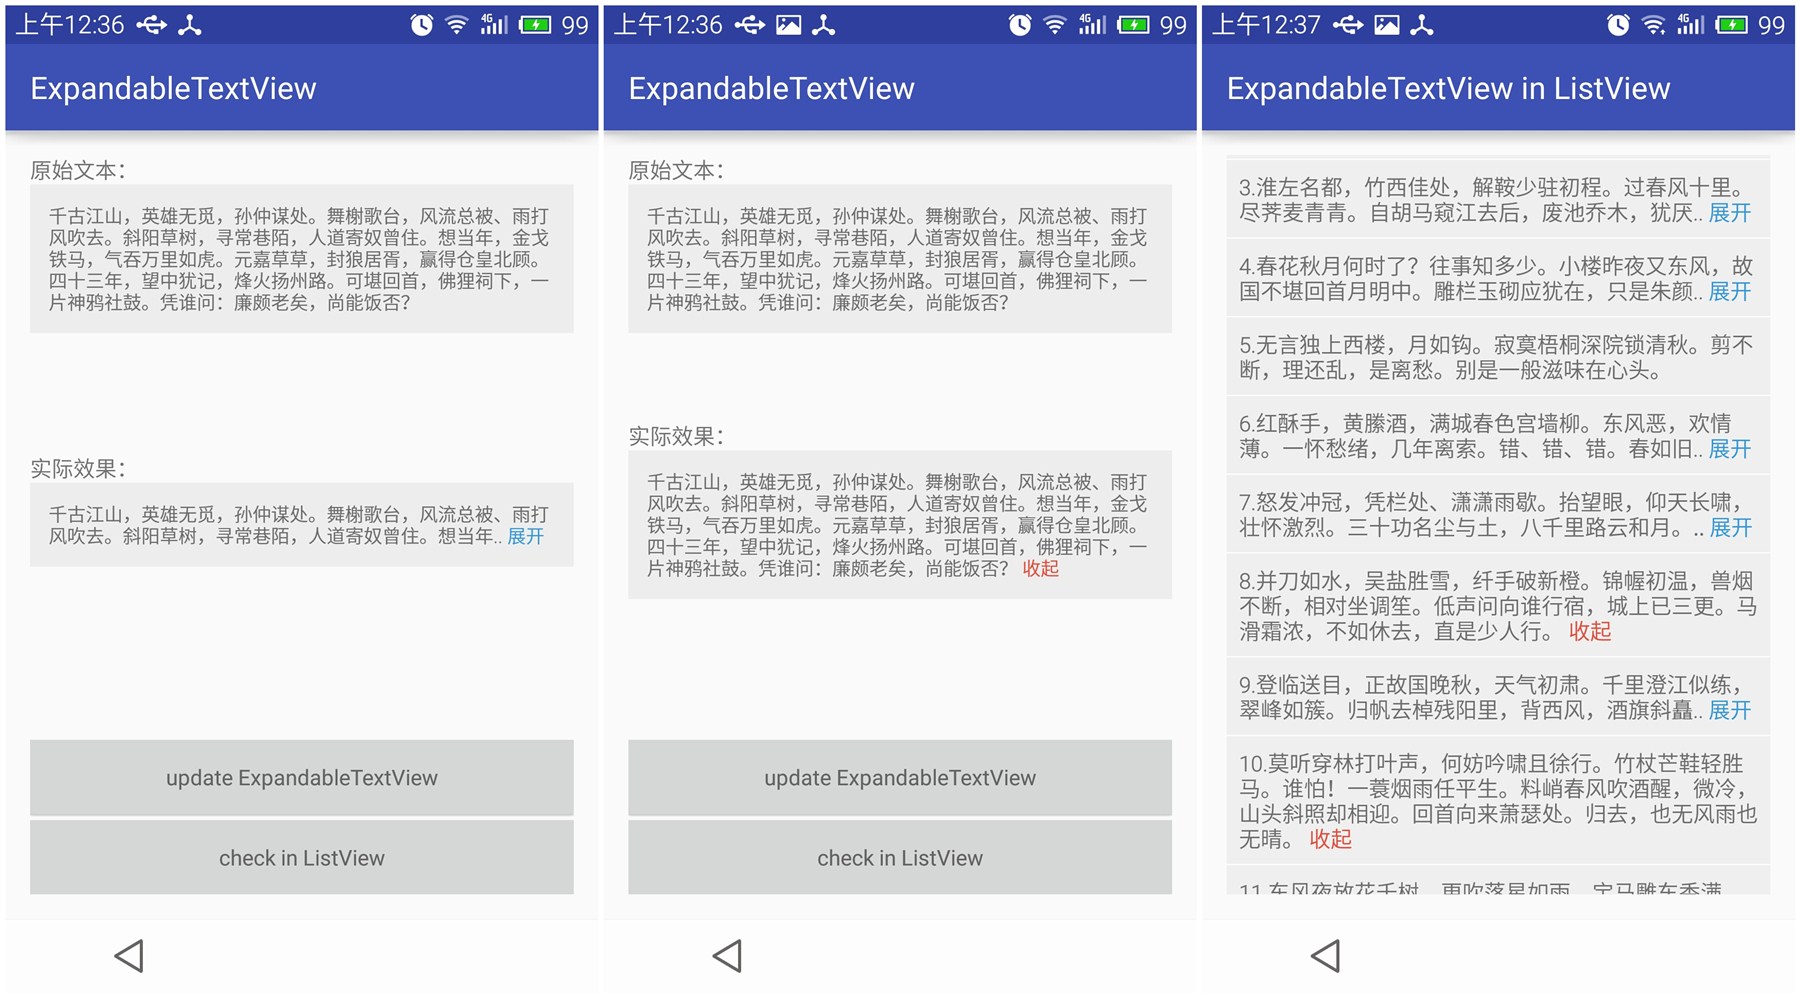 上午12:36
99
ExpandableTextView
原始文本：
千古江山，英雄无觅，孙仲谋处。舞榭歌台，风流总被、雨打
风吹去。斜阳草树，寻常巷陌，人道寄奴曾住。想当年，金戈
铁马，气吞万里如虎。元嘉草草，封狼居胥，赢得仓皇北顾。
四十三年，望中犹记，烽火扬州路。可堪回首，佛狸祠下，一
片神鸦社鼓。凭谁问：廉颇老矣，尚能饭否？
实际效果：
千古江山，英雄无觅，孙仲谋处。舞榭歌台，风流总被、雨打
风吹去。斜阳草树，寻常巷陌，人道寄奴曾住。想当年.. 展开
update ExpandableTextView
check in ListView
上午12:36
4G
99
ExpandableTextView
原始文本：
千古江山，英雄无觅，孙仲谋处。舞榭歌台，风流总被、雨打
风吹去。斜阳草树，寻常巷陌，人道寄奴曾住。想当年，金戈
铁马，气吞万里如虎。元嘉草草，封狼居胥，赢得仓皇北顾。
四十三年，望中犹记，烽火扬州路。可堪回首，佛狸祠下，一
片神鸦社鼓。凭谁问：廉颇老矣，尚能饭否？
实际效果：
千古江山，英雄无觅，孙仲谋处。舞榭歌台，风流总被、雨打
风吹去。斜阳草树，寻常巷陌，人道寄奴曾住。想当年，金戈
铁马，气吞万里如虎。元嘉草草，封狼居胥，赢得仓皇北顾。
四十三年，望中犹记，烽火扬州路。可堪回首，佛狸祠下，一
片神鸦社鼓。凭谁问：廉颇老矣，尚能饭否？ 收起
update ExpandableTextView
check in ListView
上午12:37
4G
99
ExpandableTextView in ListView
3.淮左名都，竹西佳处，解鞍少驻初程。过春风十里。
尽荠麦青青。自胡马窥江去后，废池乔木，犹厌.. 展开
4.春花秋月何时了？往事知多少。小楼昨夜又东风，故
国不堪回首月明中。雕栏玉砌应犹在，只是朱颜.. 展开
5.无言独上西楼，月如钩。寂寞梧桐深院锁清秋。剪不
断，理还乱，是离愁。别是一般滋味在心头。
6.红酥手，黄縢酒，满城春色宫墙柳。东风恶，欢情
薄。一怀愁绪，几年离索。错、错、错。春如旧.. 展开
7.怒发冲冠，凭栏处、潇潇雨歇。抬望眼，仰天长啸，
壮怀激烈。三十功名尘与土，八千里路云和月。.. 展开
8.并刀如水，吴盐胜雪，纤手破新橙。锦幄初温，兽烟
不断，相对坐调笙。低声问向谁行宿，城上已三更。马
滑霜浓，不如休去，直是少人行。 收起
9.登临送目，正故国晚秋，天气初肃。千里澄江似练，
翠峰如簇。归帆去棹残阳里，背西风，酒旗斜矗.. 展开
10.莫听穿林打叶声，何妨吟啸且徐行。竹杖芒鞋轻胜
马。谁怕！一蓑烟雨任平生。料峭春风吹酒醒，微冷，
山头斜照却相迎。回首向来萧瑟处。归去，也无风雨也
无晴。 收起
11.东风夜放花千树，更吹落星如雨。宝马雕车香满